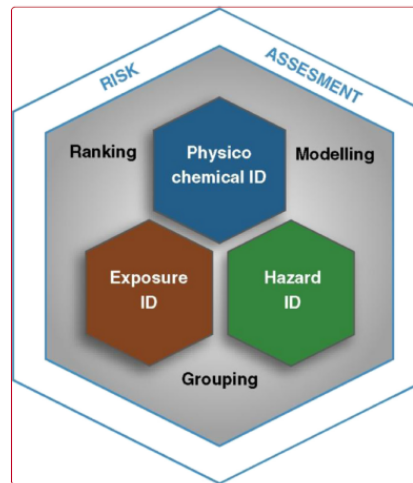 RISK
ASSESMENT
Ranking
Physico
chemical ID
Modelling
Exposure
ID
Hazard
ID
Grouping